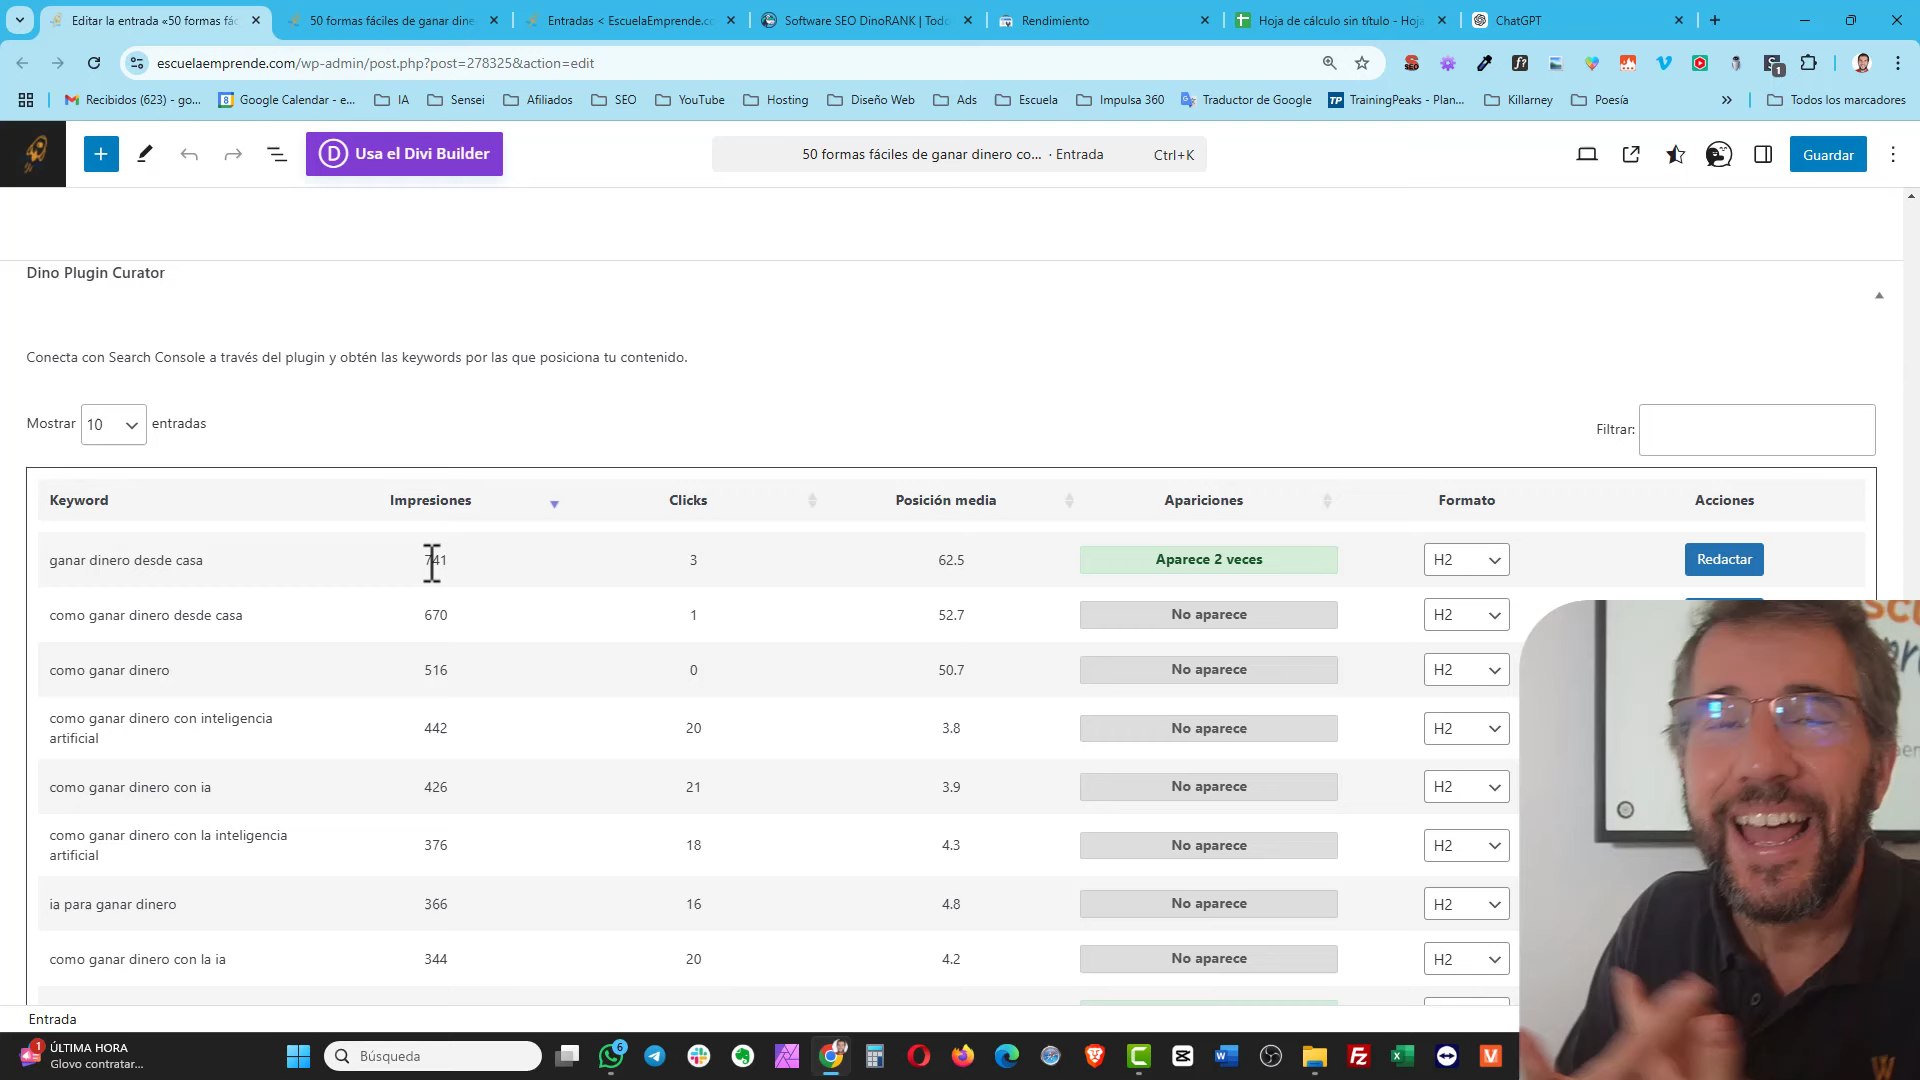 Editar la entrada «50 formas fác
50 formas fáciles de ganar dine
Entradas < EscuelaEmprende.co
Software SEO DinoRANK | Todo
Rendimiento
Hoja de cálculo sin título - Hoja
ChatGPT
escuelaemprende.com/wp-admin/post.php?post=278325&action=edit
Recibidos (623) - go...
Google Calendar - e...
IA
Sensei
Afiliados
SEO
YouTube
Hosting
Diseño Web
Ads
Escuela
Impulsa 360
Traductor de Google
TrainingPeaks - Plan...
Killarney
Poesía
Todos los marcadores
Usa el Divi Builder
50 formas fáciles de ganar dinero co... · Entrada
Ctrl+K
Guardar
Dino Plugin Curator
Conecta con Search Console a través del plugin y obtén las keywords por las que posiciona tu contenido.
Mostrar 10 entradas
Filtrar:
Keyword Impresiones Clicks Posición media Apariciones Formato Acciones
ganar dinero desde casa 741 3 62.5 Aparece 2 veces H2 Redactar
como ganar dinero desde casa 670 1 52.7 No aparece H2
como ganar dinero 516 0 50.7 No aparece H2
como ganar dinero con inteligencia
artificial 442 20 3.8 No aparece H2
como ganar dinero con ia 426 21 3.9 No aparece H2
como ganar dinero con la inteligencia
artificial 376 18 4.3 No aparece H2
ia para ganar dinero 366 16 4.8 No aparece H2
como ganar dinero con la ia 344 20 4.2 No aparece H2
Entrada
ÚLTIMA HORA
Glovo contratar...
Búsqueda